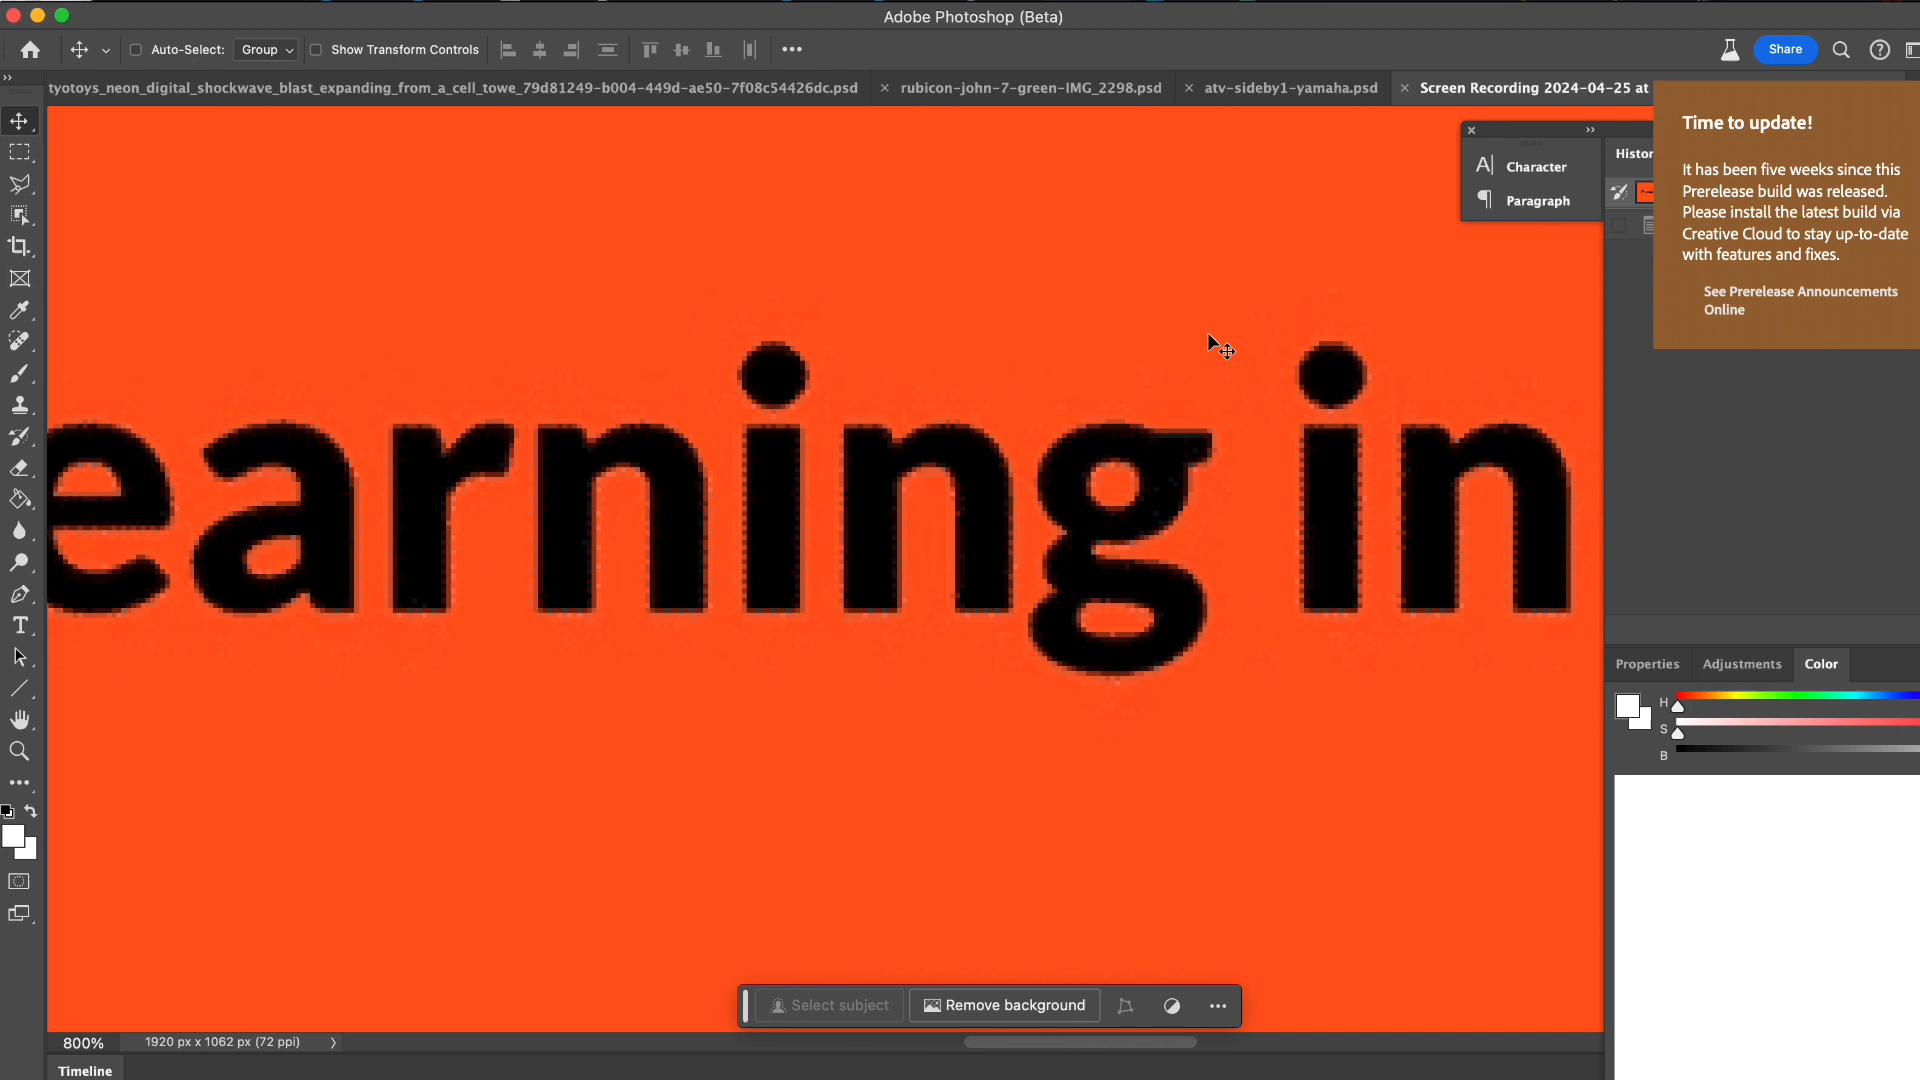 Adobe Photoshop (Beta)
Auto-Select: Group Show Transform Controls
Share
tyotoys_neon_digital_shockwave_blast_expanding_from_a_cell_towe_79d81249-b004-449d-ae50-7f08c54426dc.psd
rubicon-john-7-green-IMG_2298.psd
atv-sideby1-yamaha.psd
Screen Recording 2024-04-25 at
Time to update!
It has been five weeks since this
Prerelease build was released.
Please install the latest build via
Creative Cloud to stay up-to-date
with features and fixes.
See Prerelease Announcements
Online
Character
Paragraph
Histor
earning in
Properties
Adjustments
Color
H
S
B
Select subject
Remove background
800%
1920 px x 1062 px (72 ppi)
Timeline